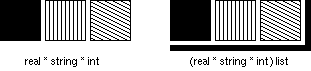 real * string * int
(real * string * int) list